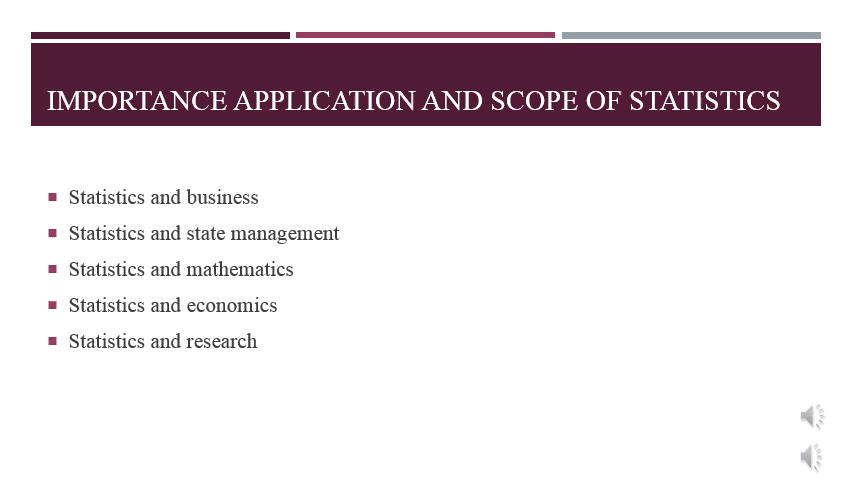 IMPORTANCE APPLICATION AND SCOPE OF STATISTICS
Statistics and business
Statistics and state management
Statistics and mathematics
Statistics and economics
Statistics and research